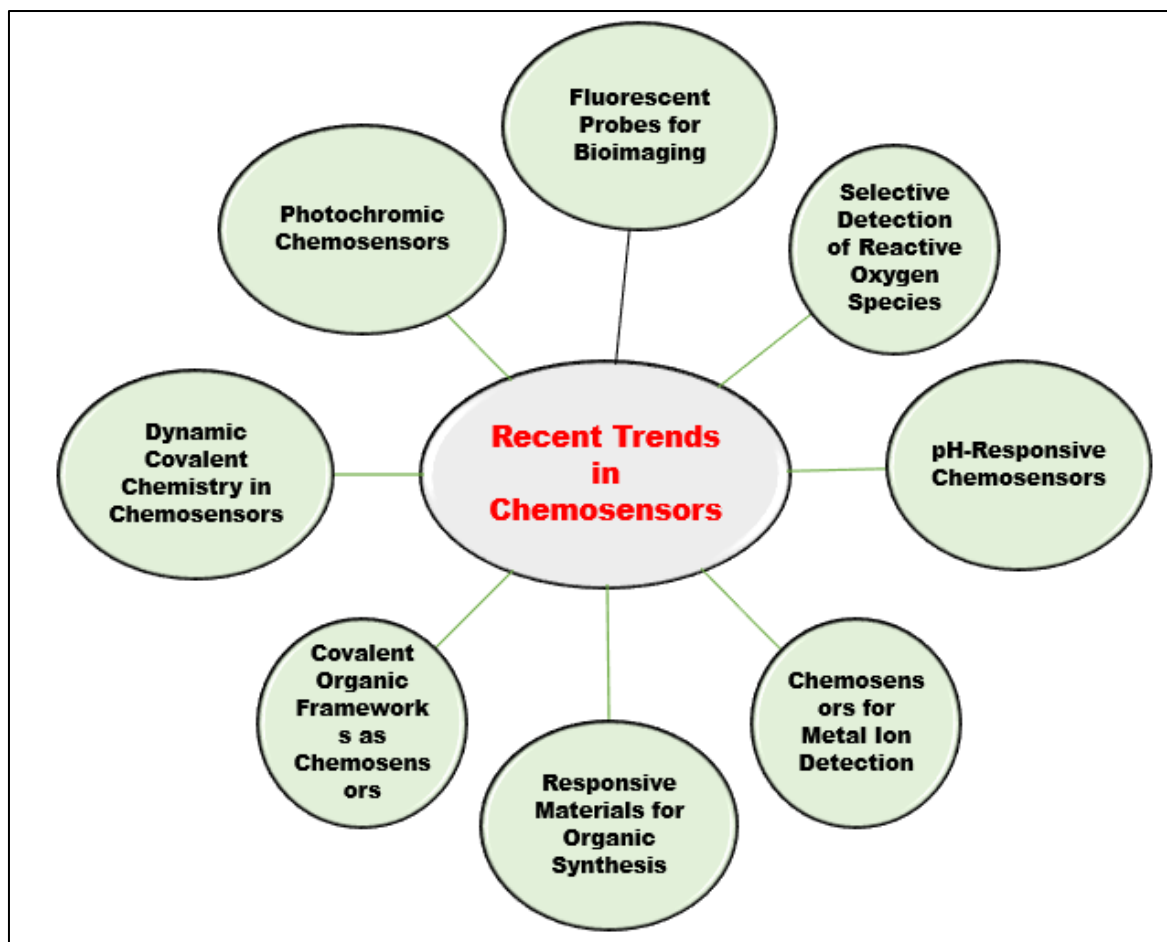 Fluorescent
Probes for
Bioimaging
Photochromic
Chemosensors
Selective
Detection
of Reactive
Oxygen
Species
Dynamic
Covalent
Chemistry in
Chemosensors
Recent Trends
in
Chemosensors
pH-Responsive
Chemosensors
Covalent
Organic
Framework
s as
Chemosens
ors
Responsive
Materials for
Organic
Synthesis
Chemosens
ors for
Metal Ion
Detection